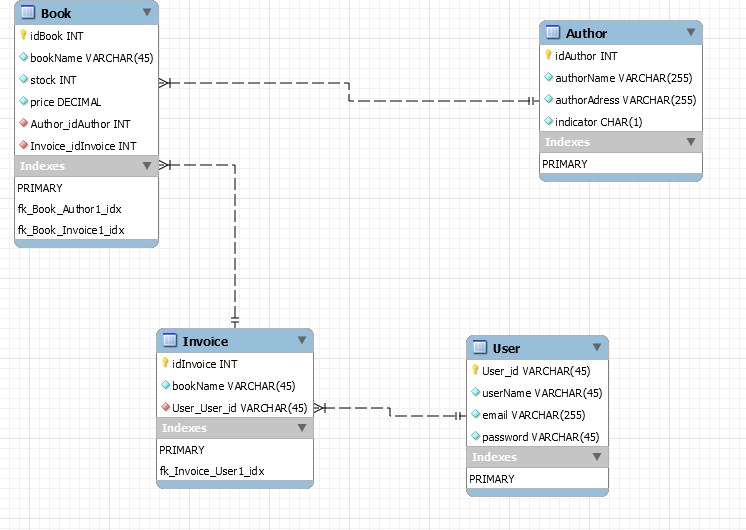 Book
idBook INT
bookName VARCHAR(45)
stock INT
price DECIMAL
Author_idAuthor INT
Invoice_idInvoice INT
Indexes
PRIMARY
fk_Book_Author1_idx
fk_Book_Invoice1_idx
Author
idAuthor INT
authorName VARCHAR(255)
authorAdress VARCHAR(255)
indicator CHAR(1)
Indexes
PRIMARY
Invoice
idInvoice INT
bookName VARCHAR(45)
User_User_id VARCHAR(45)
Indexes
PRIMARY
fk_Invoice_User1_idx
User
User_id VARCHAR(45)
userName VARCHAR(45)
email VARCHAR(255)
password VARCHAR(45)
Indexes
PRIMARY